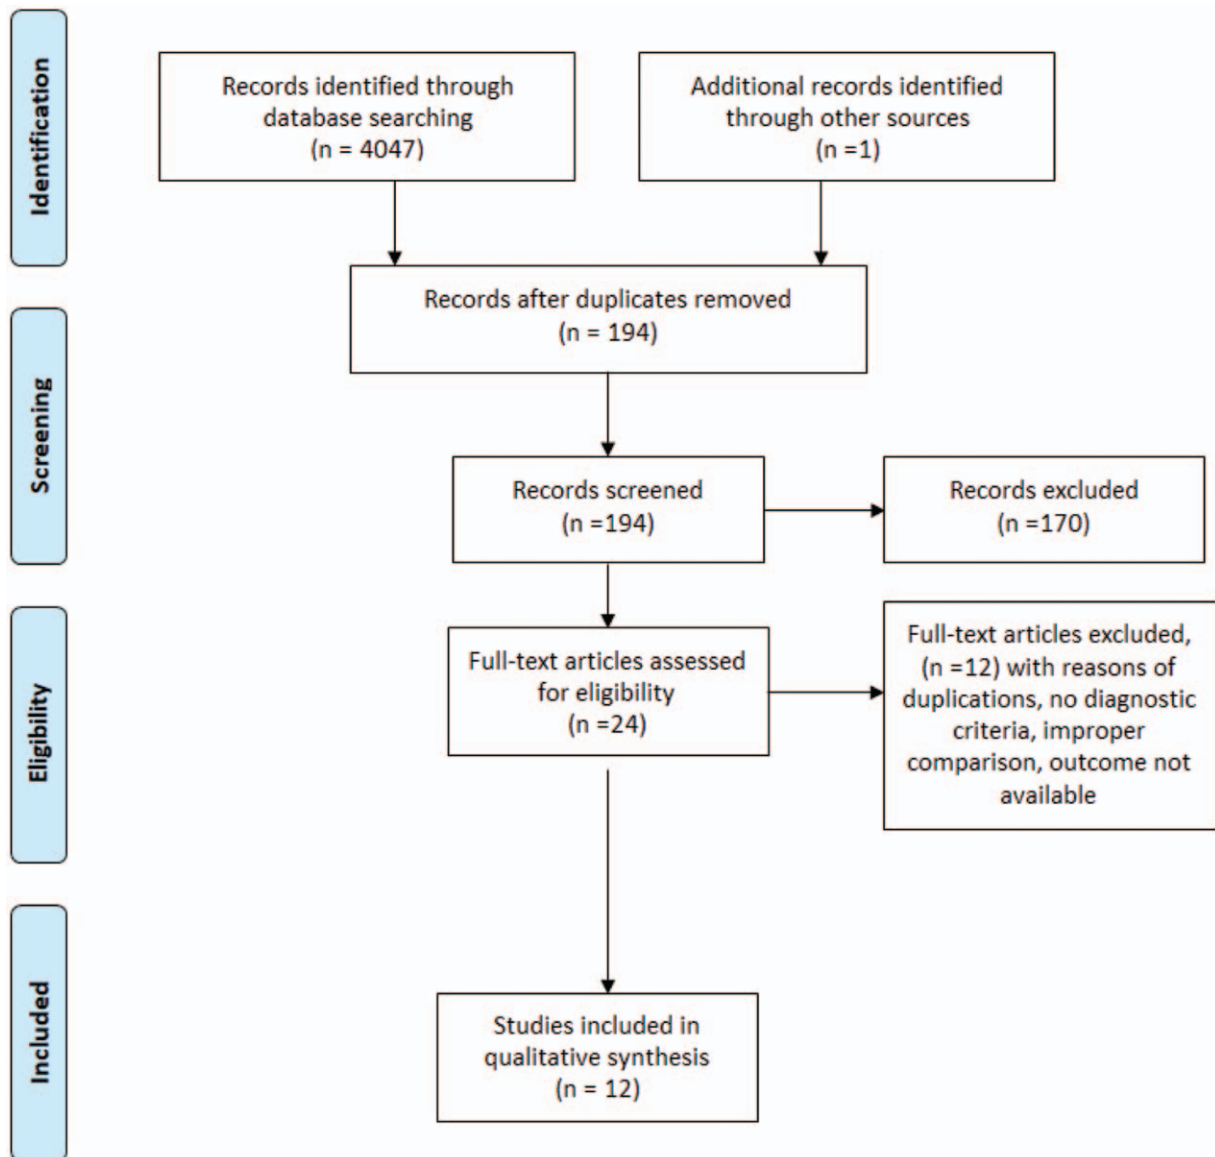 Identification
Records identified through
database searching
(n = 4047)
Additional records identified
through other sources
(n =1)
Records after duplicates removed
(n = 194)
Screening
Records screened
(n =194)
Records excluded
(n =170)
Eligibility
Full-text articles assessed
for eligibility
(n =24)
Full-text articles excluded,
(n =12) with reasons of
duplications, no diagnostic
criteria, improper
comparison, outcome not
available
Included
Studies included in
qualitative synthesis
(n = 12)